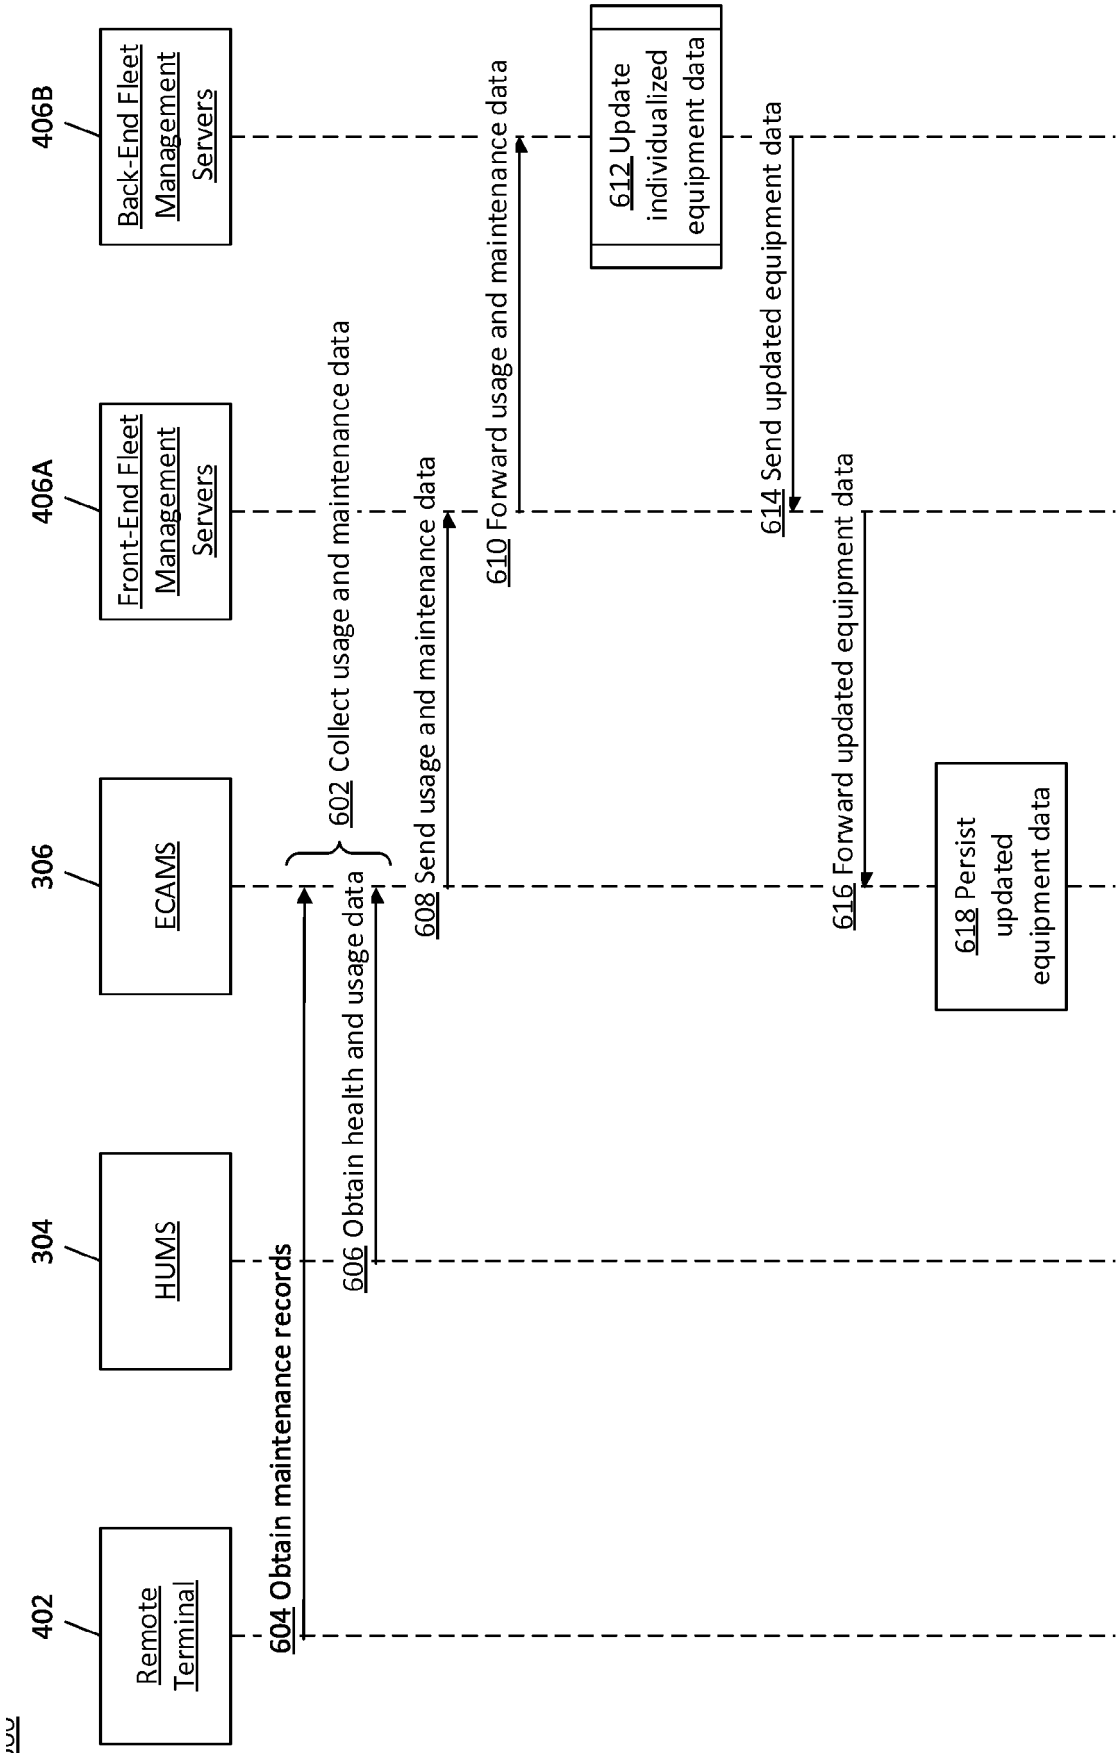 402
304
306
406A
406B
Remote
Terminal
HUMS
ECAMS
Front-End Fleet
Management
Servers
Back-End Fleet
Management
Servers
604 Obtain maintenance records
602 Collect usage and maintenance data
606 Obtain health and usage data
608 Send usage and maintenance data
610 Forward usage and maintenance data
612 Update
individualized
equipment data
614 Send updated equipment data
616 Forward updated equipment data
618 Persist
updated
equipment data